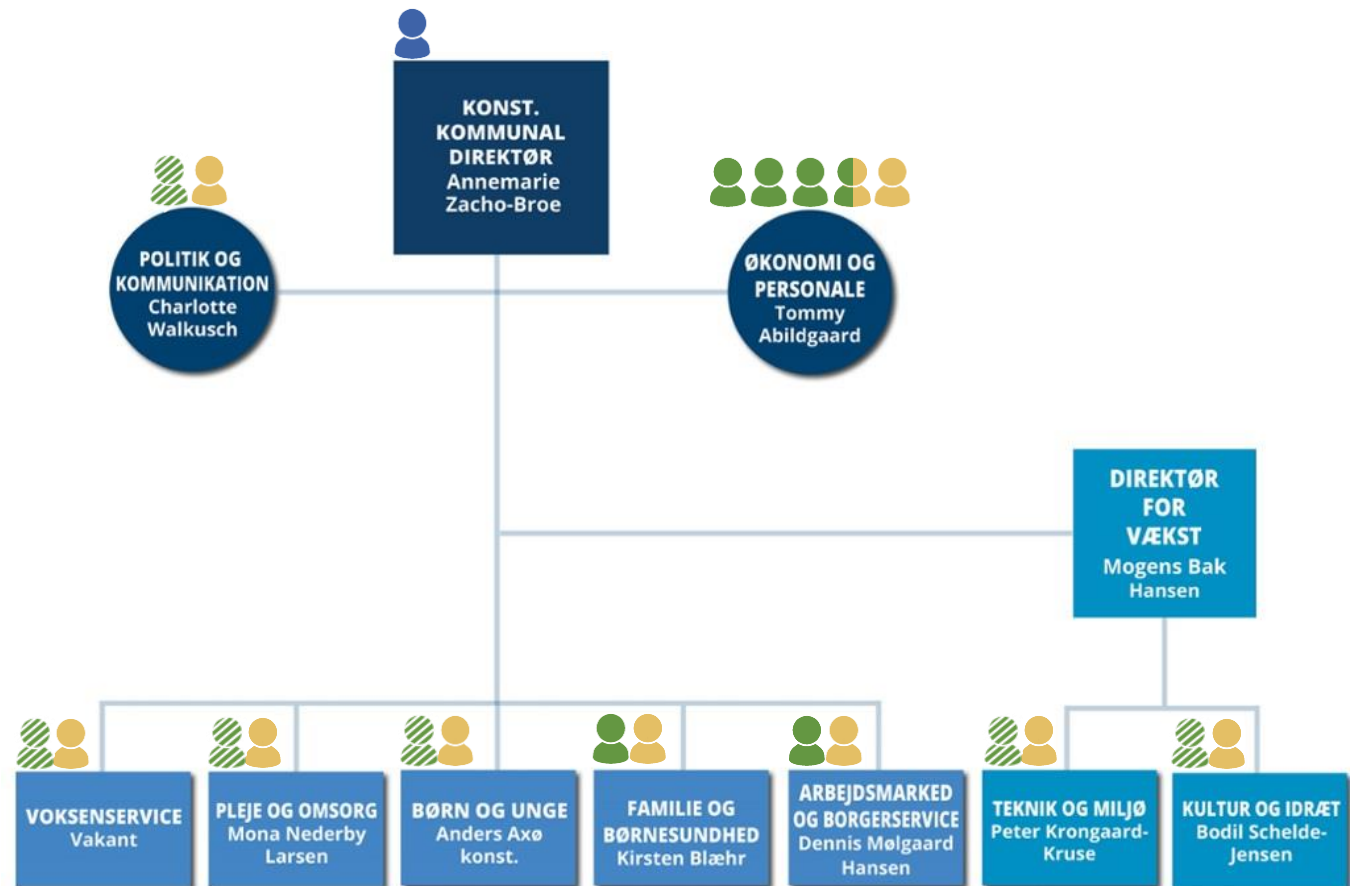 KONST.
KOMMUNAL
DIREKTØR
Annemarie
Zacho-Broe
POLITIK OG
KOMMUNIKATION
Charlotte
Walkusch
ØKONOMI OG
PERSONALE
Tommy
Abildgaard
DIREKTØR
FOR
VÆKST
Mogens Bak
Hansen
VOKSENSERVICE
Vakant
PLEJE OG OMSORG
Mona Nederby
Larsen
BØRN OG UNGE
Anders Axø
konst.
FAMILIE OG
BØRNESUNDHED
Kirsten Blæhr
ARBEJDSMARKED
OG BORGERSERVICE
Dennis Mølgaard
Hansen
TEKNIK OG MILJØ
Peter Krongaard-
Kruse
KULTUR OG IDRÆT
Bodil Schelde-
Jensen